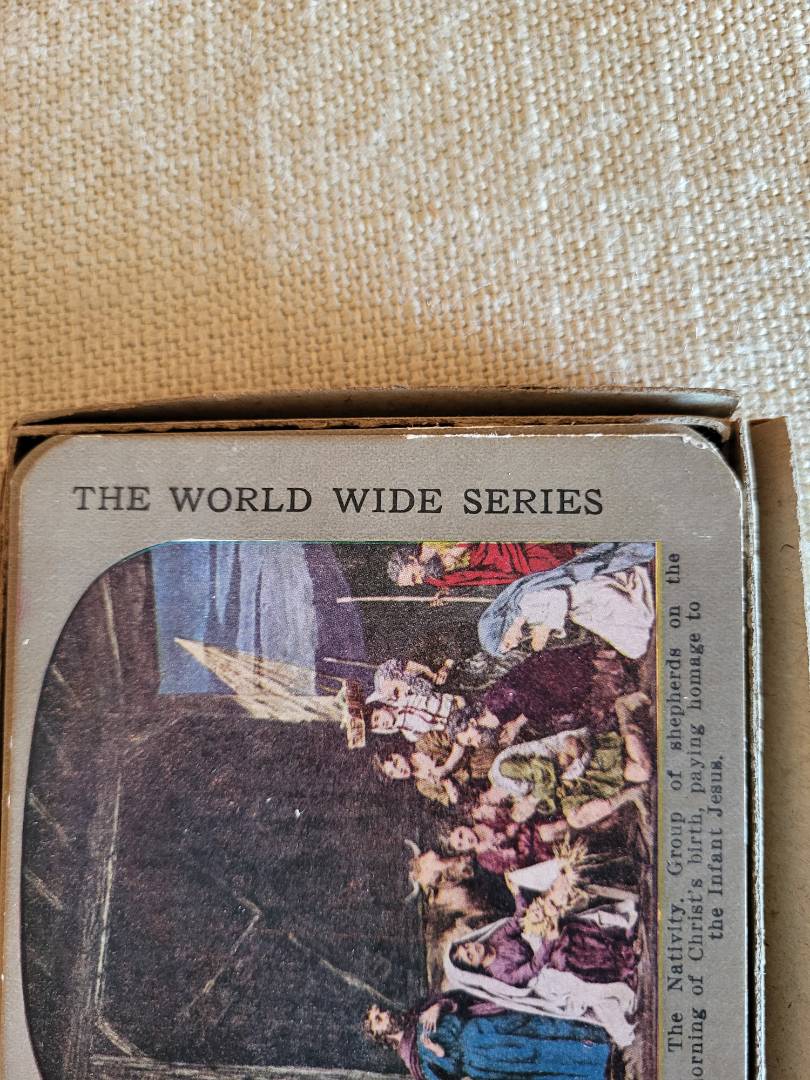 THE WORLD WIDE SERIES
The Nativity. Group of shepherds on the
orning of Christ's birth, paying homage to
the Infant Jesus.